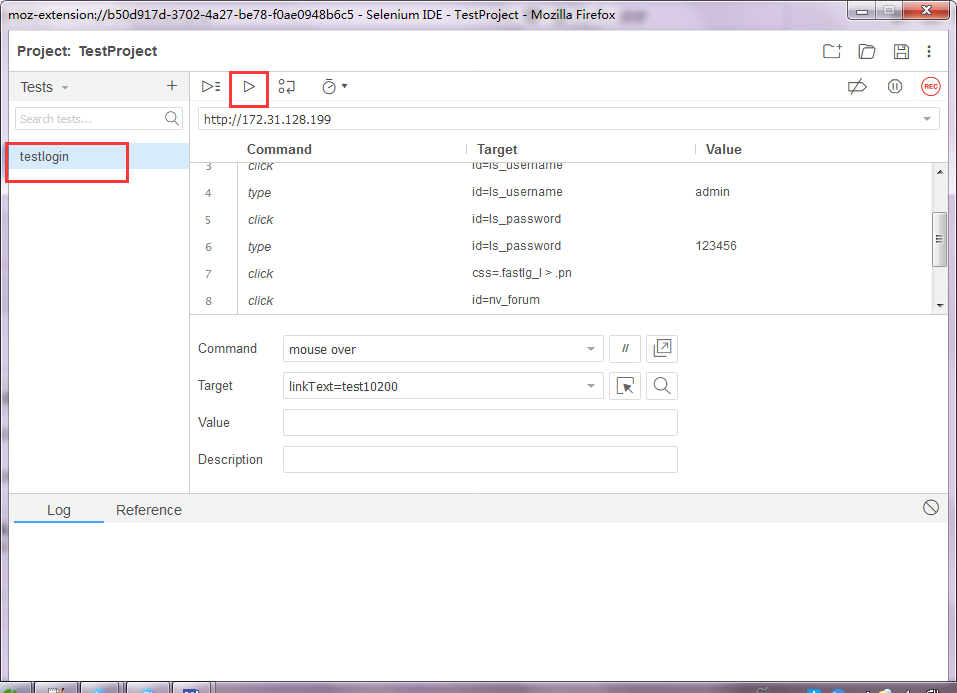 moz-extension://b50d917d-3702-4a27-be78-f0ae0948b6c5 - Selenium IDE - TestProject - Mozilla Firefox
Project: TestProject
Tests
Search tests...
testlogin
REC
http://172.31.128.199
Command Target Value
3 click id=ls_username
4 type id=ls_username admin
5 click id=ls_password
6 type id=ls_password 123456
7 click css=.fastlg_l > .pn
8 click id=nv_forum
Command mouse over //
Target linkText=test10200
Value
Description
Log Reference